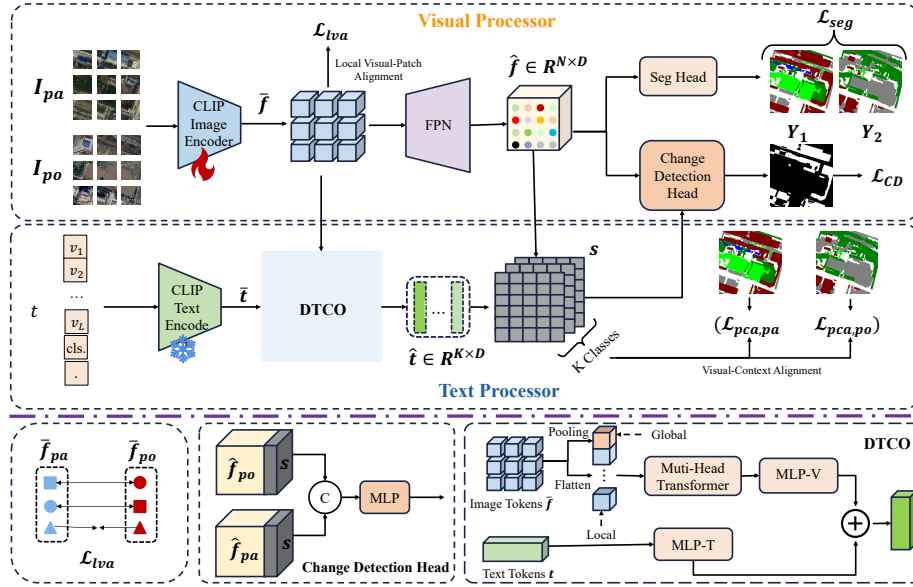 Visual Processor
I_pa
I_po
CLIP
Image
Encoder
f̄
ℒ_lva
Local Visual-Patch
Alignment
FPN
f̂ ∈ R^{N×D}
Seg Head
ℒ_seg
Y_1
Y_2
Change
Detection
Head
ℒ_CD
t
v_1
v_2
...
v_L
cls.
.
CLIP
Text
Encode
t̄
DTCO
...
t̂ ∈ R^{K×D}
s
K Classes
(ℒ_pca,pa
ℒ_pca,po)
Visual-Context Alignment
Text Processor
f̄_pa
f̄_po
ℒ_lva
f̂_po
s
f̂_pa
s
C
MLP
Change Detection Head
DTCO
Pooling
Global
Flatten
Image Tokens f̄
Local
Muti-Head
Transformer
MLP-V
Text Tokens t
MLP-T